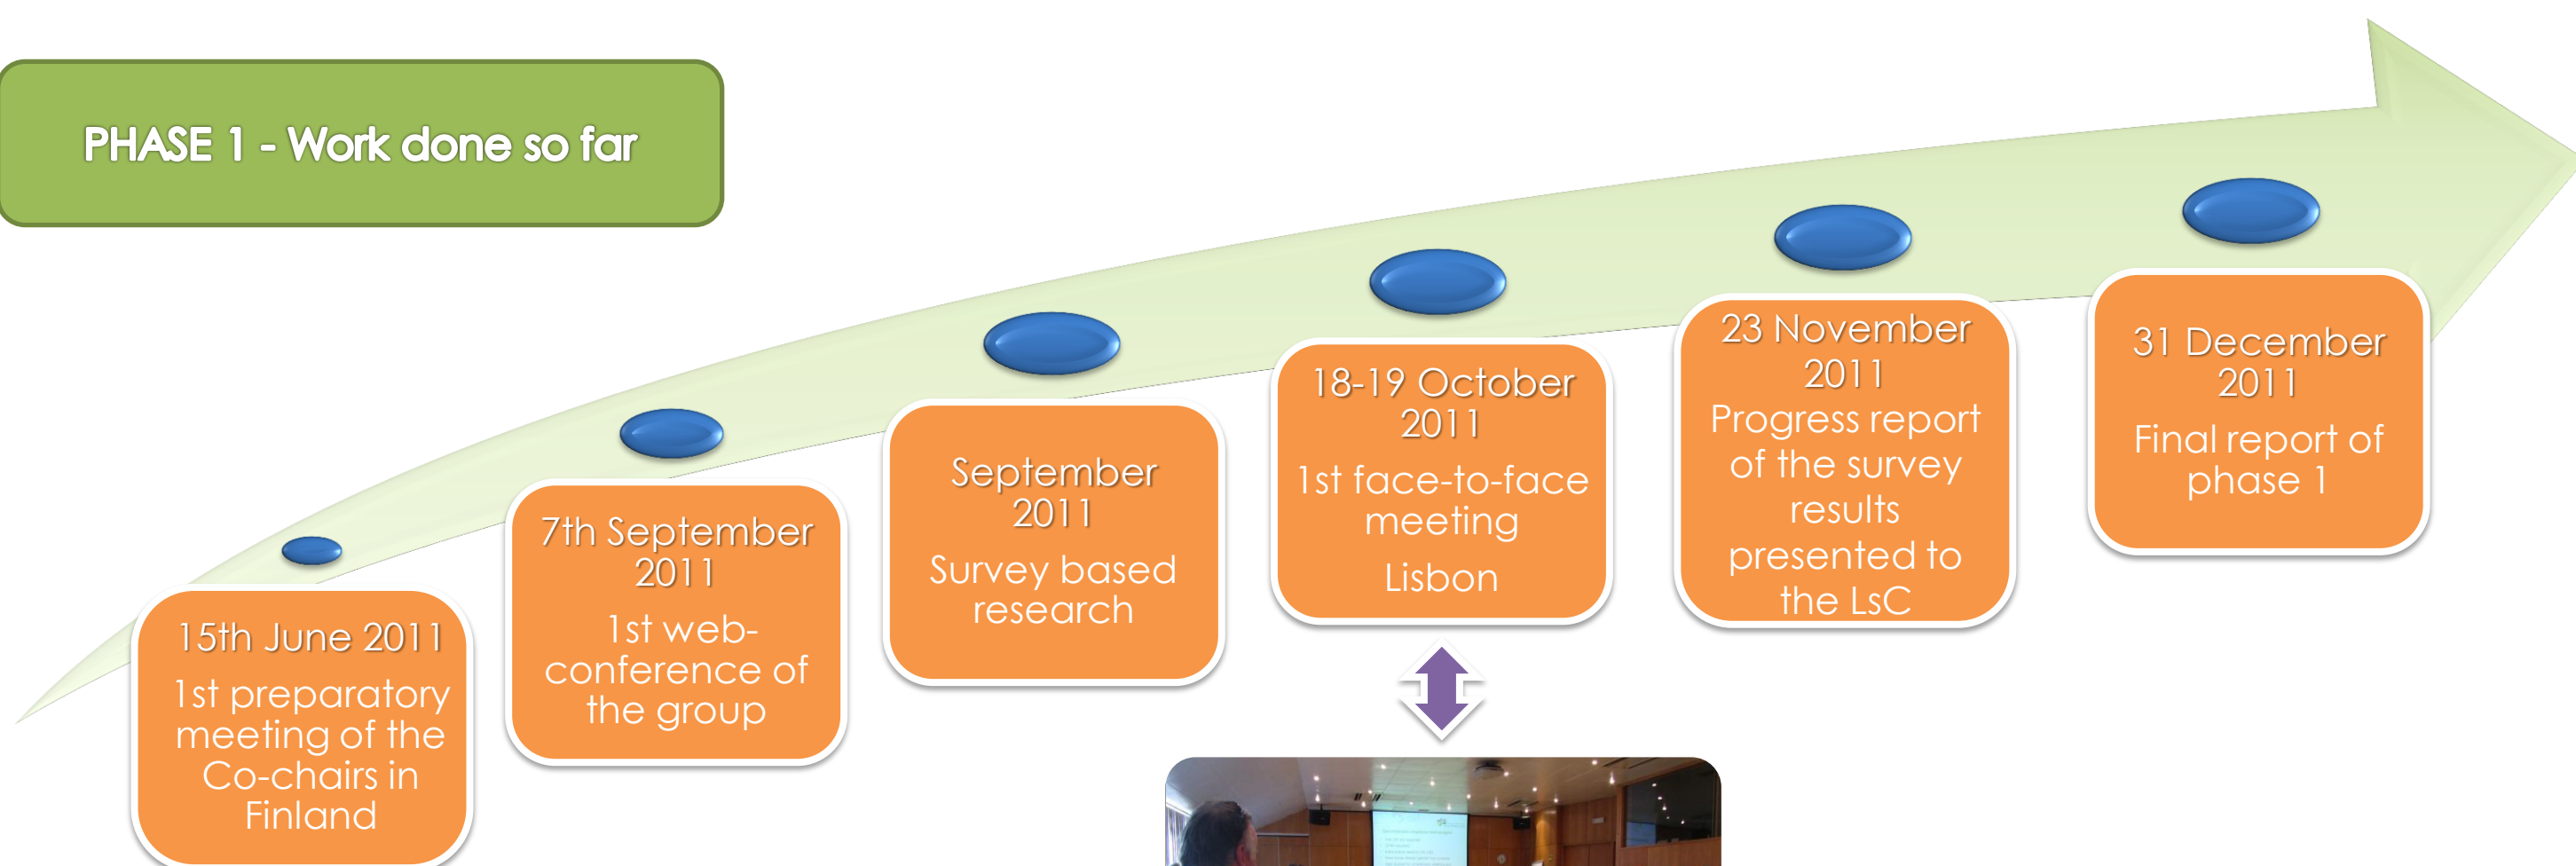 PHASE 1 - Work done so far
15th June 2011
1st preparatory
meeting of the
Co-chairs in
Finland
7th September
2011
1st web-
conference of
the group
September
2011
Survey based
research
18-19 October
2011
1st face-to-face
meeting
Lisbon
23 November
2011
Progress report
of the survey
results
presented to
the LsC
31 December
2011
Final report of
phase 1